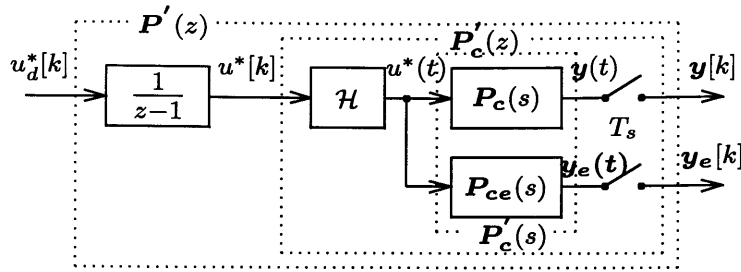 P′(z)
P′c(z)
u*d[k]
1
z−1
u*[k]
H
u*(t)
Pc(s)
y(t)
y[k]
Ts
Pce(s)
ye(t)
ye[k]
P′c(s)